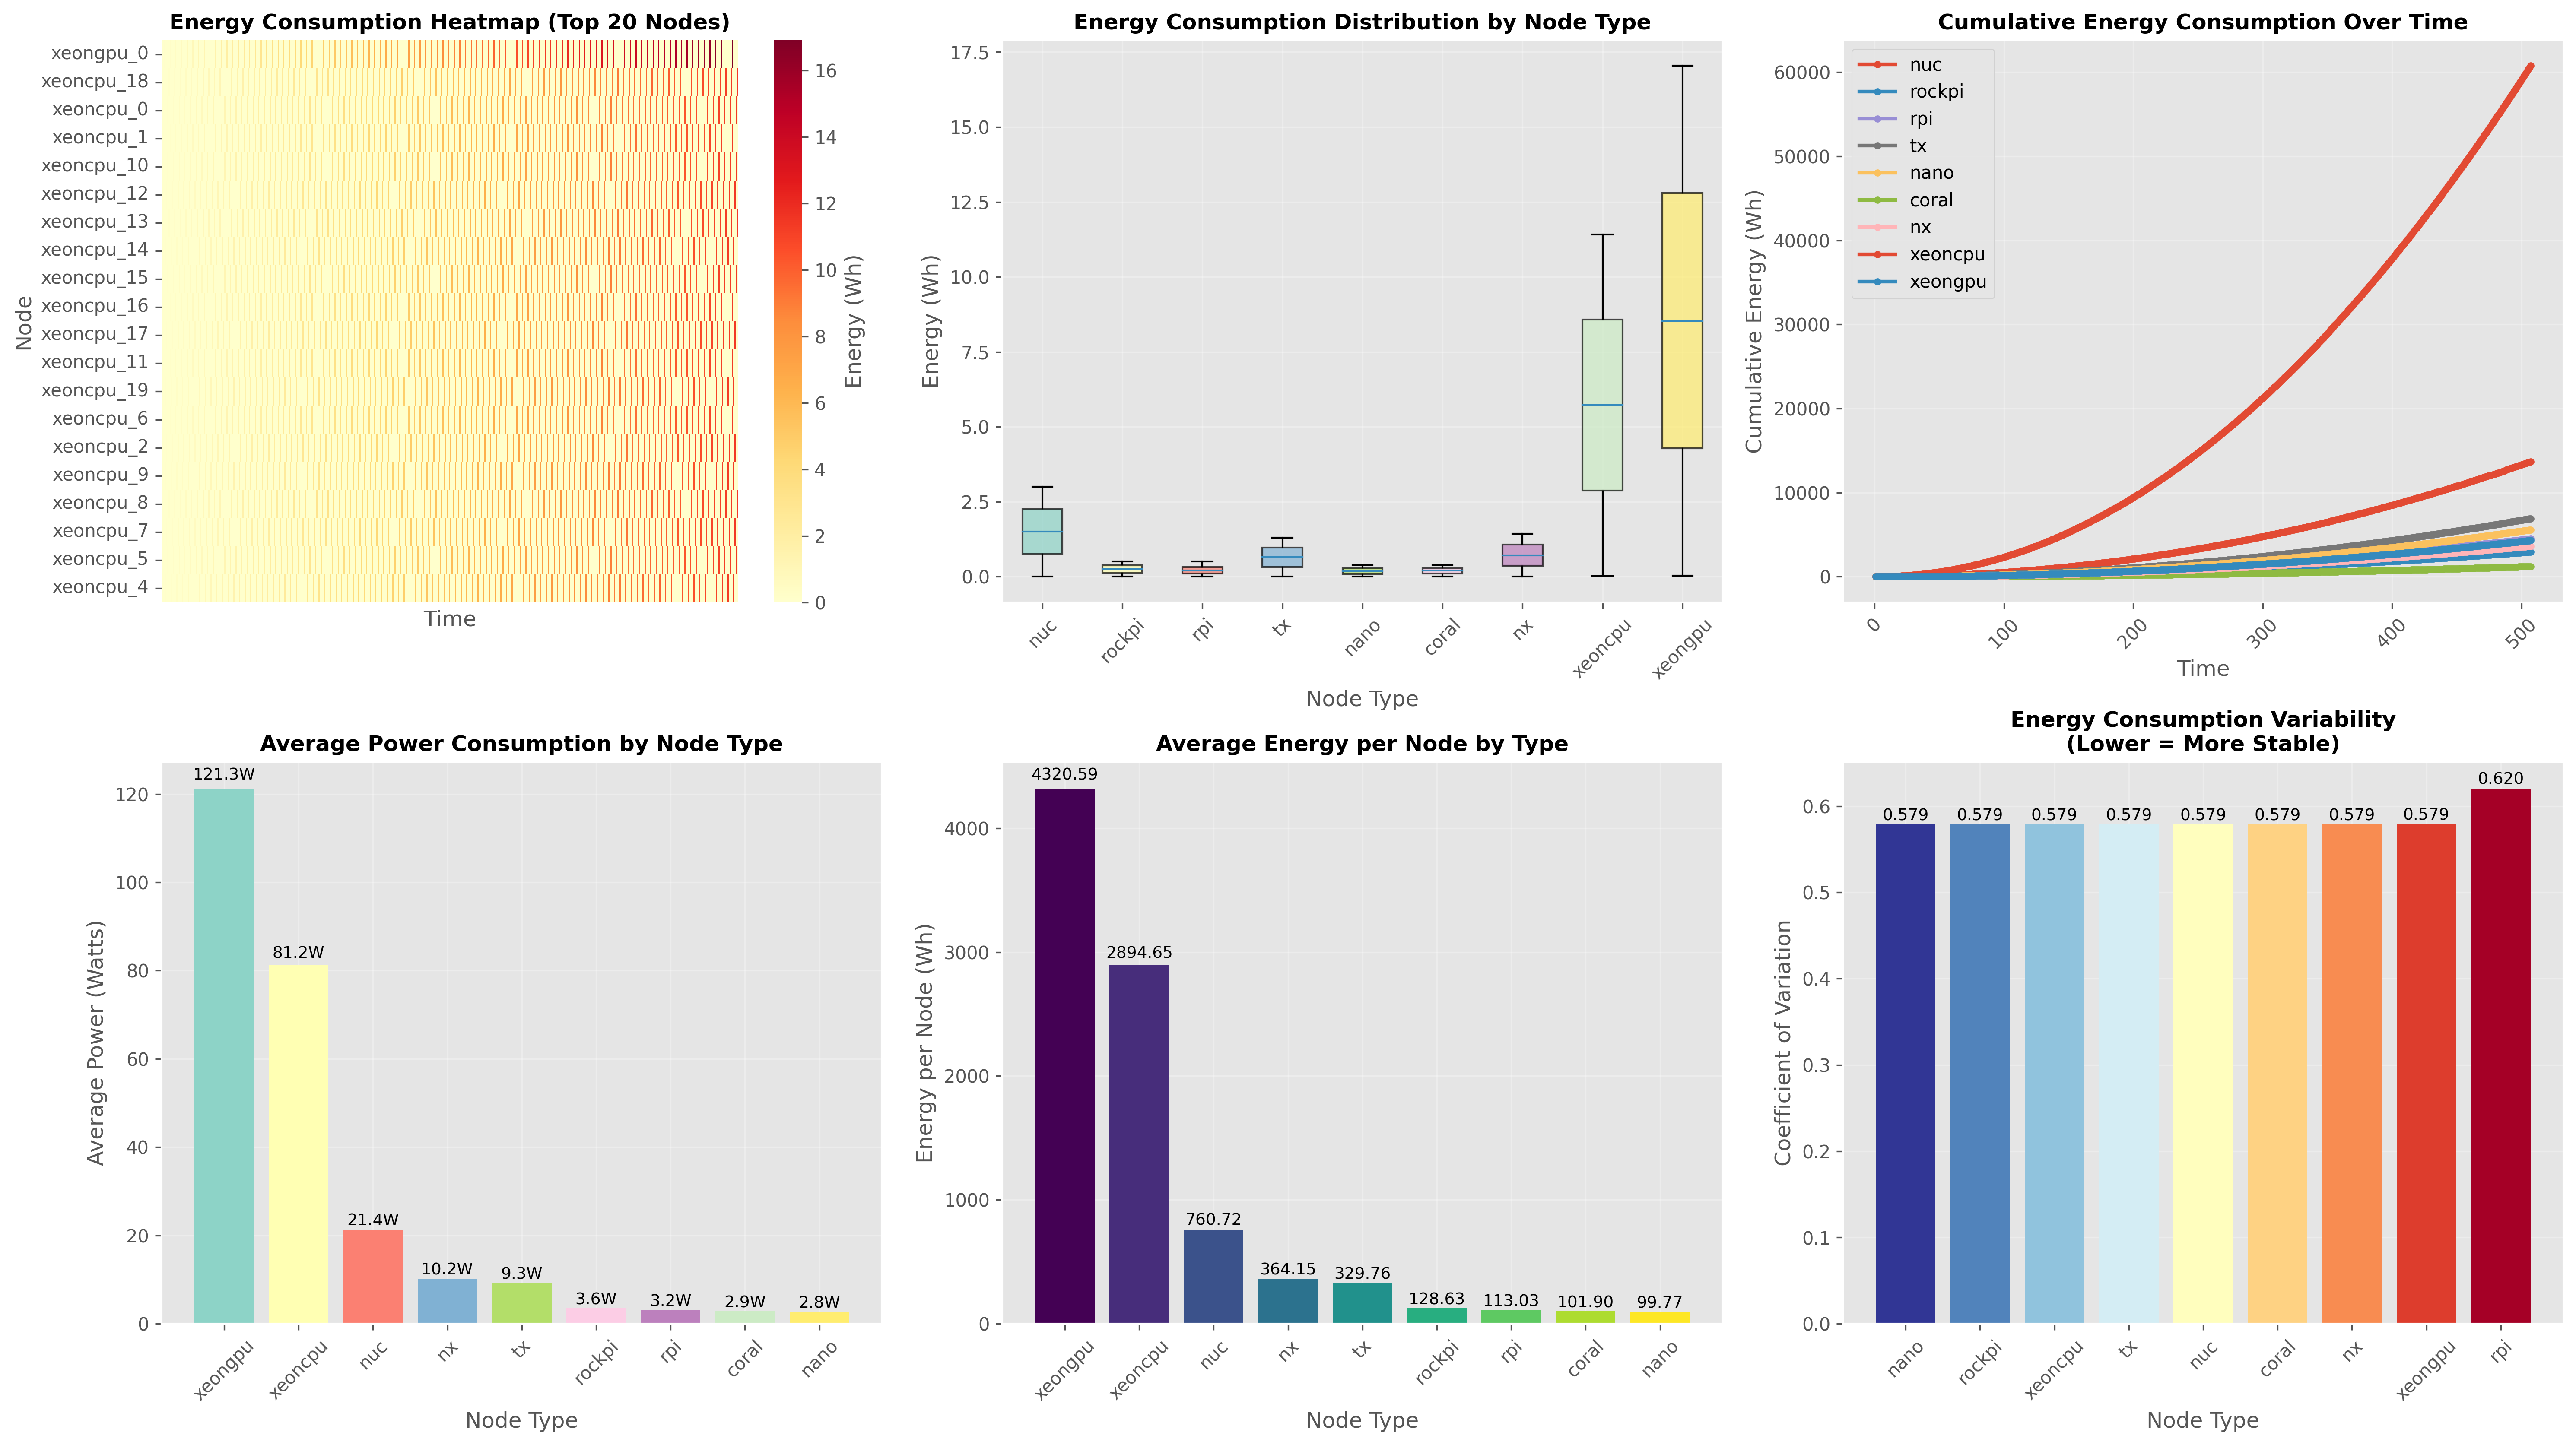 Energy Consumption Heatmap (Top 20 Nodes)
Node
xeongpu_0
xeoncpu_18
xeoncpu_0
xeoncpu_1
xeoncpu_10
xeoncpu_12
xeoncpu_13
xeoncpu_14
xeoncpu_15
xeoncpu_16
xeoncpu_17
xeoncpu_11
xeoncpu_19
xeoncpu_6
xeoncpu_2
xeoncpu_9
xeoncpu_8
xeoncpu_7
xeoncpu_5
xeoncpu_4
Time
16
14
12
10
8
6
4
2
0
Energy (Wh)
Energy Consumption Distribution by Node Type
Energy (Wh)
17.5
15.0
12.5
10.0
7.5
5.0
2.5
0.0
nuc
rockpi
rpi
tx
nano
coral
nx
xeoncpu
xeongpu
Node Type
Cumulative Energy Consumption Over Time
Cumulative Energy (Wh)
60000
50000
40000
30000
20000
10000
0
nuc
rockpi
rpi
tx
nano
coral
nx
xeoncpu
xeongpu
0
100
200
300
400
500
Time
Average Power Consumption by Node Type
Average Power (Watts)
120
100
80
60
40
20
0
121.3W
81.2W
21.4W
10.2W
9.3W
3.6W
3.2W
2.9W
2.8W
xeongpu
xeoncpu
nuc
nx
tx
rockpi
rpi
coral
nano
Node Type
Average Energy per Node by Type
Energy per Node (Wh)
4000
3000
2000
1000
0
4320.59
2894.65
760.72
364.15
329.76
128.63
113.03
101.90
99.77
xeongpu
xeoncpu
nuc
nx
tx
rockpi
rpi
coral
nano
Node Type
Energy Consumption Variability
(Lower = More Stable)
Coefficient of Variation
0.6
0.5
0.4
0.3
0.2
0.1
0.0
0.579
0.579
0.579
0.579
0.579
0.579
0.579
0.579
0.620
nano
rockpi
xeoncpu
tx
nuc
coral
nx
xeongpu
rpi
Node Type